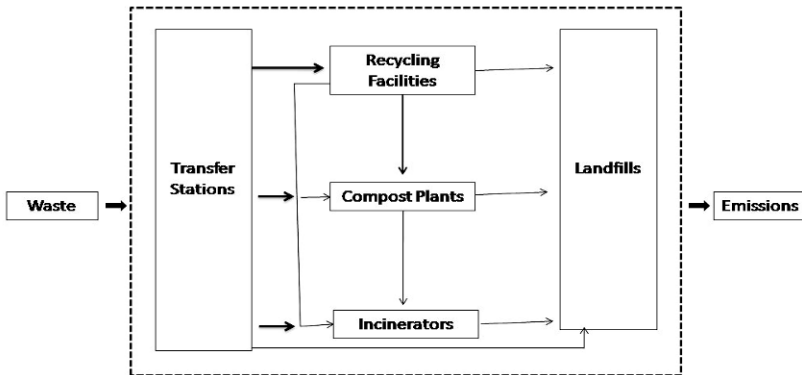 Recycling
Facilities
Transfer
Stations
Landfills
Waste
Compost Plants
Emissions
Incinerators